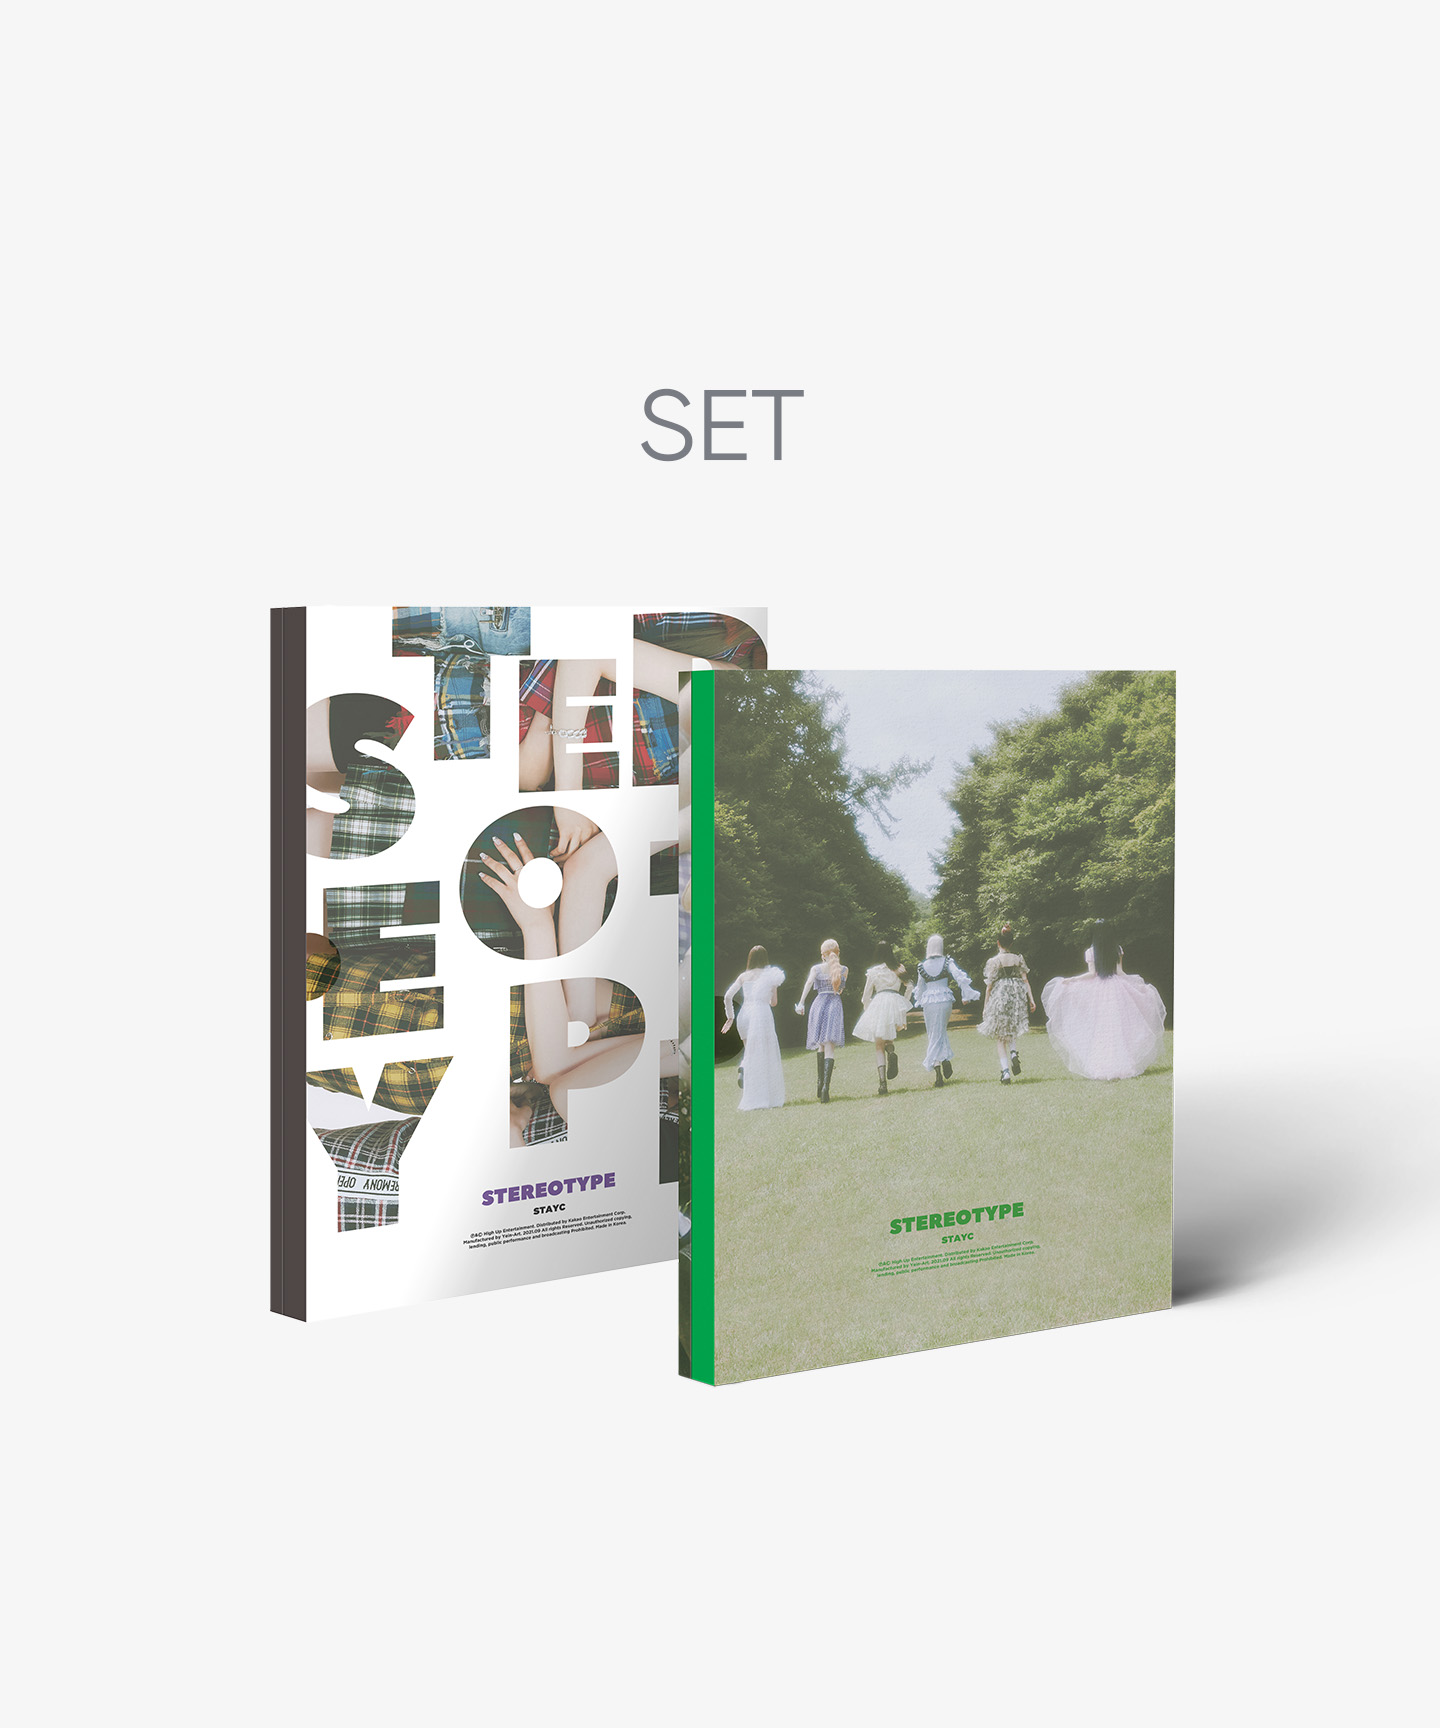 SET
STEREOTYPE
STEREOTYPE
STAYC
ⓟ&© High Up Entertainment. Distributed by Kakao Entertainment Corp.
Manufactured by Yein-Art. 2021.09 All rights Reserved. Unauthorized copying,
lending, public performance and broadcasting Prohibited. Made in Korea.
OPE
REMONY OPE
STEREOTYPE
STAYC
ⓟ&© High Up Entertainment. Distributed by Kakao Entertainment Corp.
Manufactured by Yein-Art. 2021.09 All rights Reserved. Unauthorized copying,
lending, public performance and broadcasting Prohibited. Made in Korea.